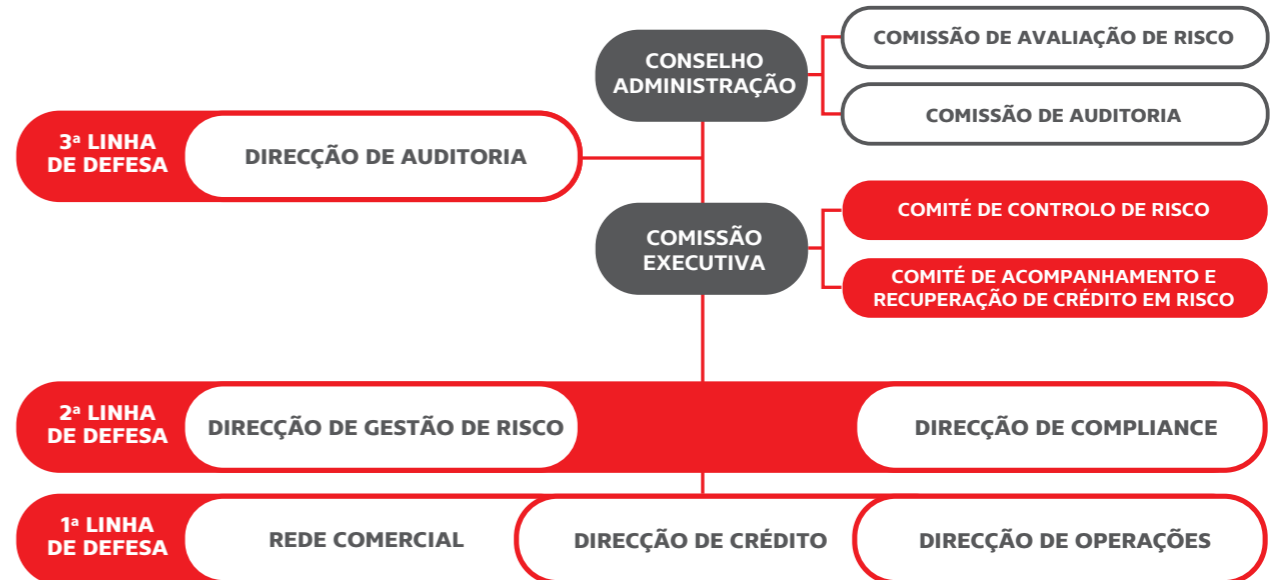 CONSELHO
ADMINISTRAÇÃO
COMISSÃO DE AVALIAÇÃO DE RISCO
COMISSÃO DE AUDITORIA
3ª LINHA
DE DEFESA
DIRECÇÃO DE AUDITORIA
COMISSÃO
EXECUTIVA
COMITÉ DE CONTROLO DE RISCO
COMITÉ DE ACOMPANHAMENTO E
RECUPERAÇÃO DE CRÉDITO EM RISCO
2ª LINHA
DE DEFESA
DIRECÇÃO DE GESTÃO DE RISCO
DIRECÇÃO DE COMPLIANCE
1ª LINHA
DE DEFESA
REDE COMERCIAL
DIRECÇÃO DE CRÉDITO
DIRECÇÃO DE OPERAÇÕES